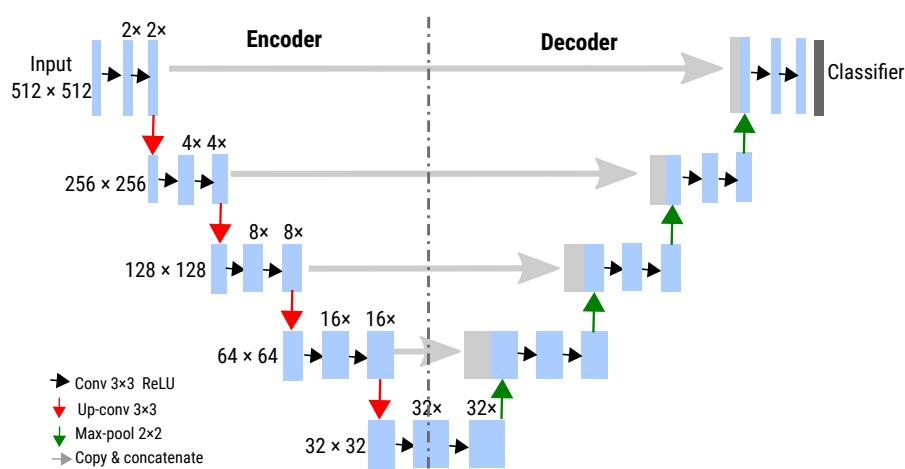 2× 2×
Encoder
Decoder
Input
512 × 512
Classifier
4× 4×
256 × 256
8× 8×
128 × 128
16× 16×
64 × 64
32× 32×
32 × 32
Conv 3×3 ReLU
Up-conv 3×3
Max-pool 2×2
Copy & concatenate